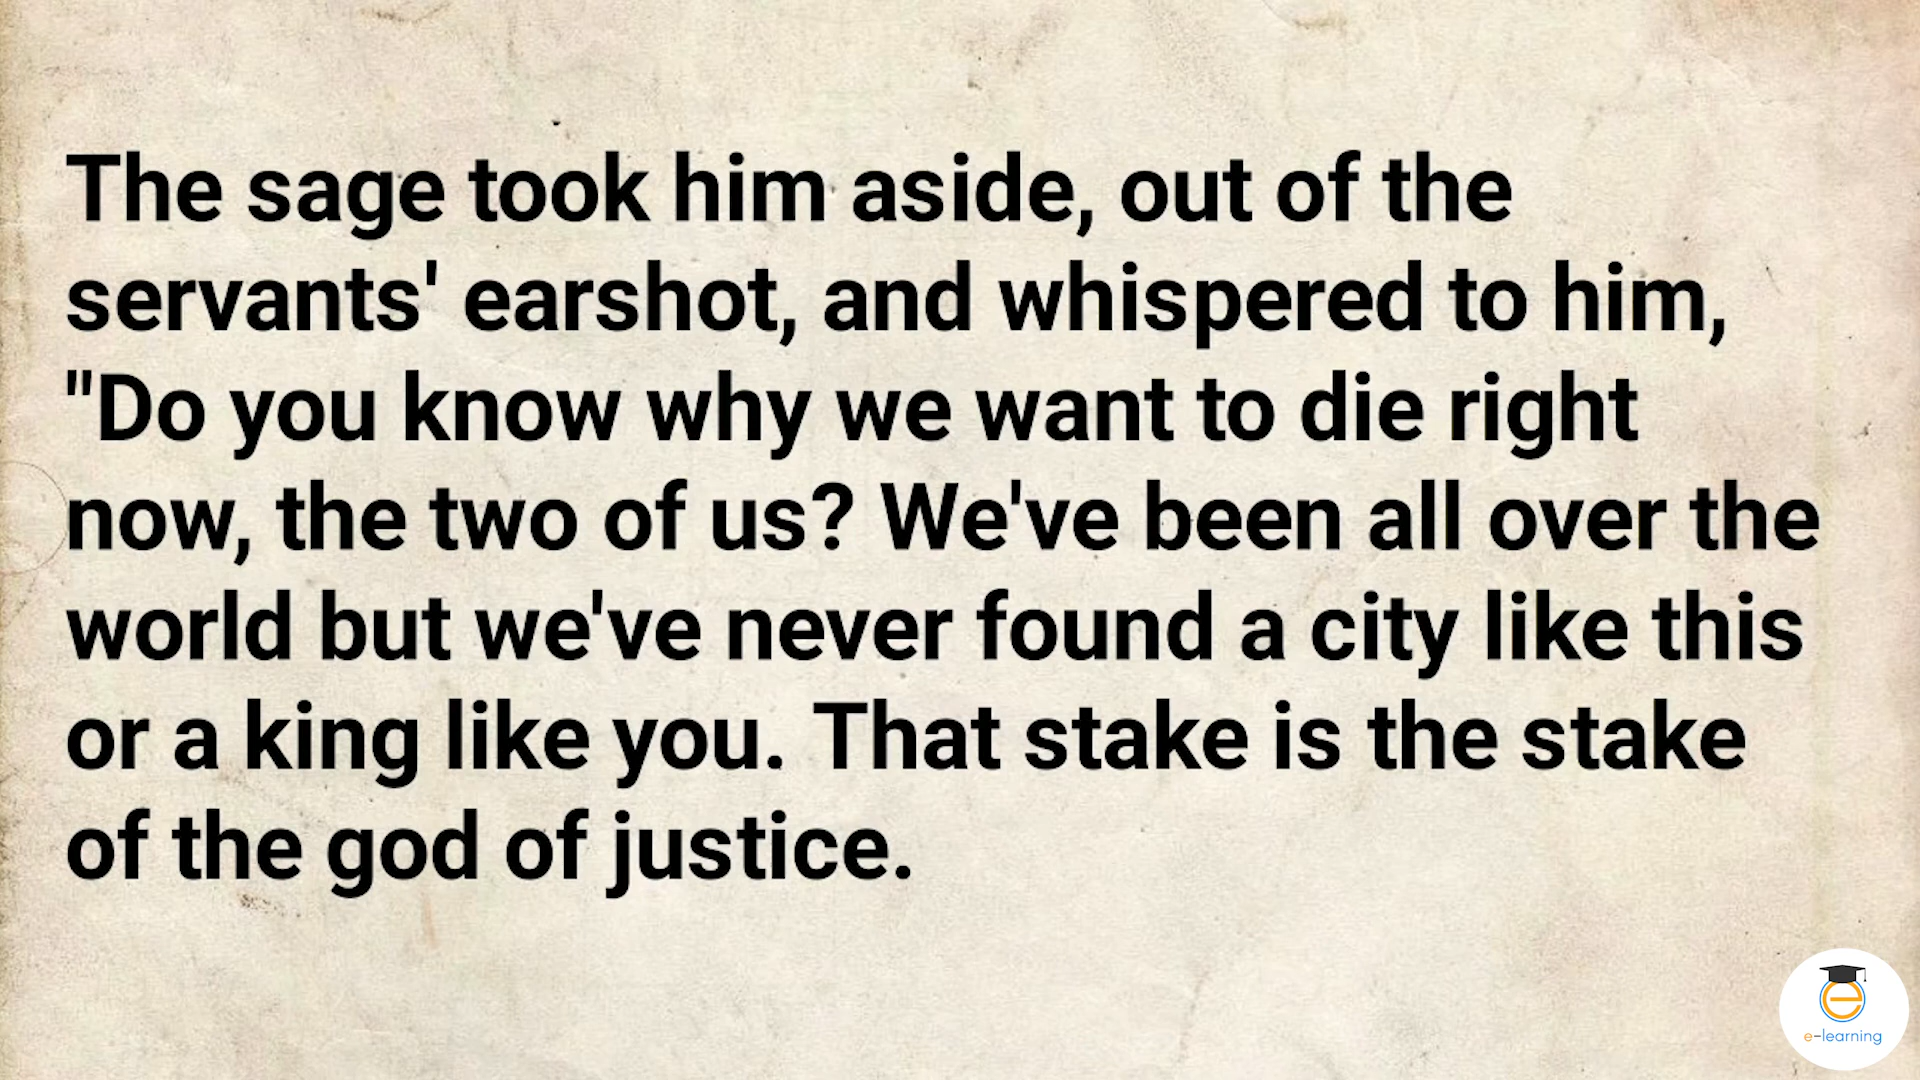 The sage took him aside, out of the
servants' earshot, and whispered to him,
"Do you know why we want to die right
now, the two of us? We've been all over the
world but we've never found a city like this
or a king like you. That stake is the stake
of the god of justice.
e-learning